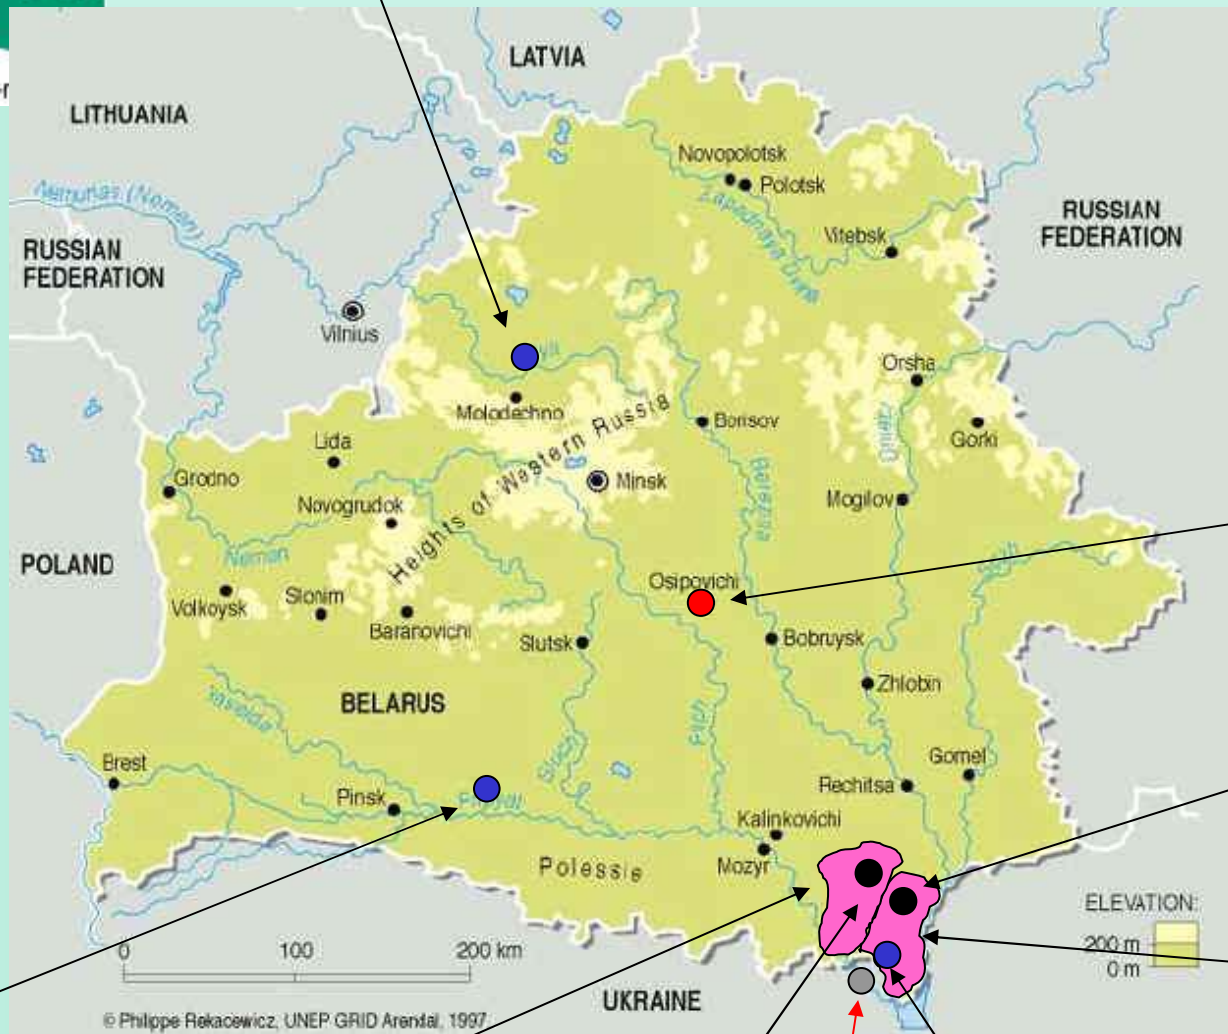 LATVIA
LITHUANIA
Novopolotsk
Polotsk
Nemunas (Neman)
Zapadnaya Dvina
RUSSIAN
FEDERATION
RUSSIAN
FEDERATION
Vitebsk
Vilnius
Orsha
Molodechno
Borisov
Gorki
Dnepr
Lida
Heights of Western Russia
Grodno
Minsk
Novogrudok
Mogilov
Berezina
Neman
POLAND
Osipovichi
Volkoysk
Slonim
Baranovichi
Slutsk
Bobruysk
Zhlobin
BELARUS
Yaselda
Ptich
Sluch
Brest
Gomel
Pinsk
Rechitsa
Kalinkovichi
Mozyr
Polessie
ELEVATION:
200 m
0 m
0 100 200 km
UKRAINE
© Philippe Rekacewicz, UNEP GRID Arendal, 1997